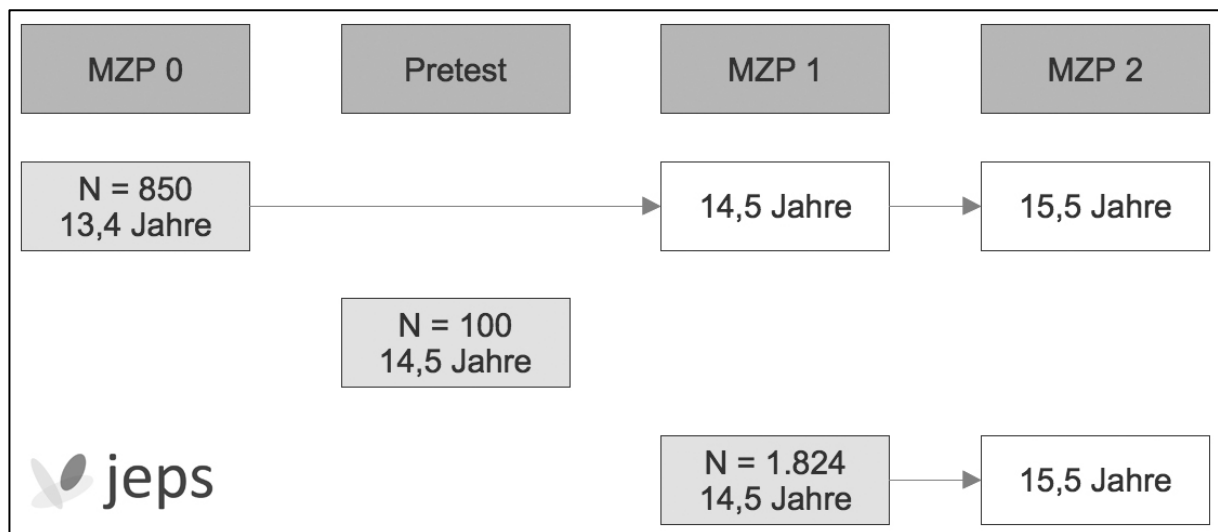 MZP 0
Pretest
MZP 1
MZP 2
N = 850
13,4 Jahre
14,5 Jahre
15,5 Jahre
N = 100
14,5 Jahre
N = 1.824
14,5 Jahre
15,5 Jahre
jeps